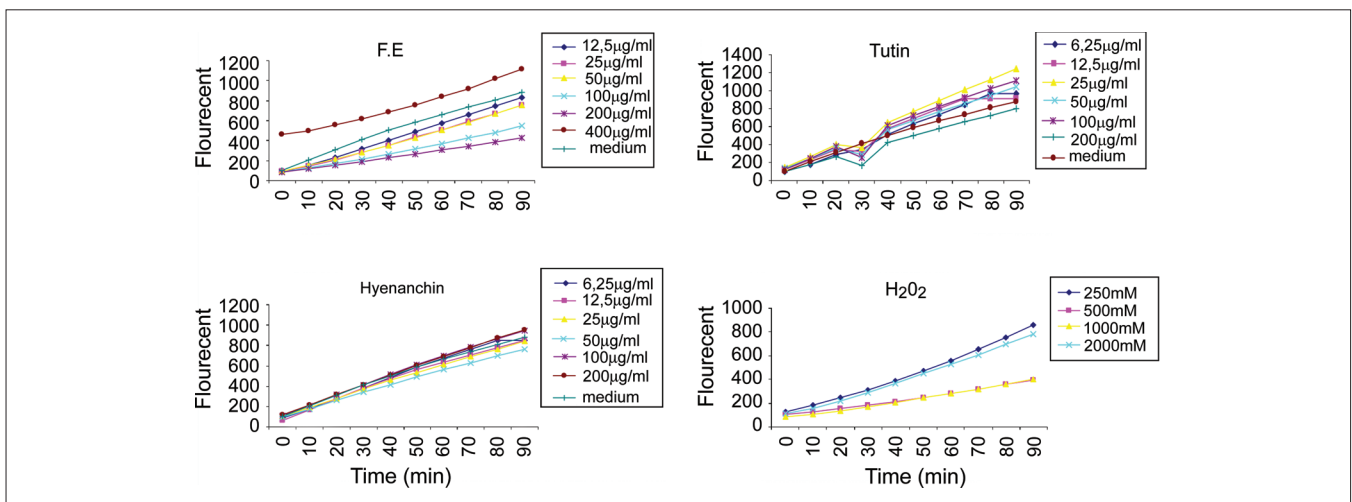 F.E
Flourecent
1200
1000
800
600
400
200
0
0 10 20 30 40 50 60 70 80 90
12,5µg/ml
25µg/ml
50µg/ml
100µg/ml
200µg/ml
400µg/ml
medium
Tutin
Flourecent
1400
1200
1000
800
600
400
200
0
0 10 20 30 40 50 60 70 80 90
6,25µg/ml
12,5µg/ml
25µg/ml
50µg/ml
100µg/ml
200µg/ml
medium
Hyenanchin
Flourecent
1200
1000
800
600
400
200
0
0 10 20 30 40 50 60 70 80 90
Time (min)
6,25µg/ml
12,5µg/ml
25µg/ml
50µg/ml
100µg/ml
200µg/ml
medium
H₂0₂
Flourecent
1000
800
600
400
200
0
0 10 20 30 40 50 60 70 80 90
Time (min)
250mM
500mM
1000mM
2000mM